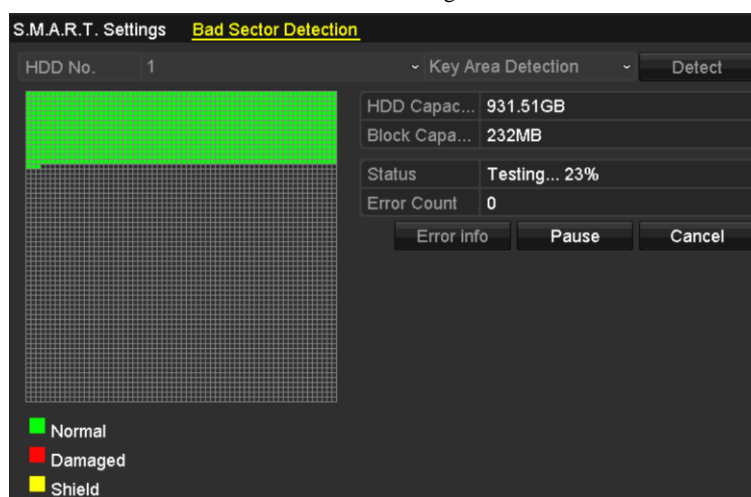 S.M.A.R.T. Settings Bad Sector Detection
HDD No. 1 Key Area Detection Detect
HDD Capac... 931.51GB
Block Capa... 232MB
Status Testing... 23%
Error Count 0
Error info Pause Cancel
Normal
Damaged
Shield